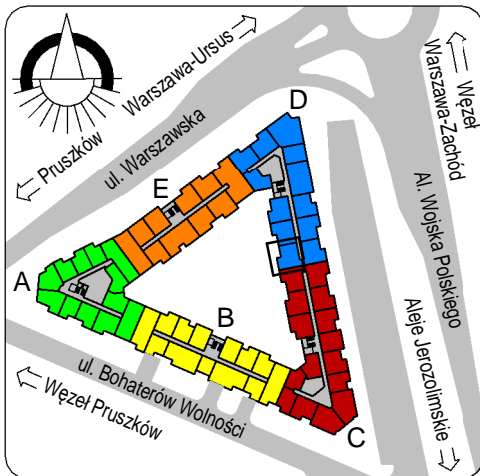 Warszawa-Ursus
Pruszków
ul. Warszawska
Węzeł
Warszawa-Zachód
Al. Wojska Polskiego
Aleje Jerozolimskie
D
E
A
B
C
ul. Bohaterów Wolności
Węzeł Pruszków